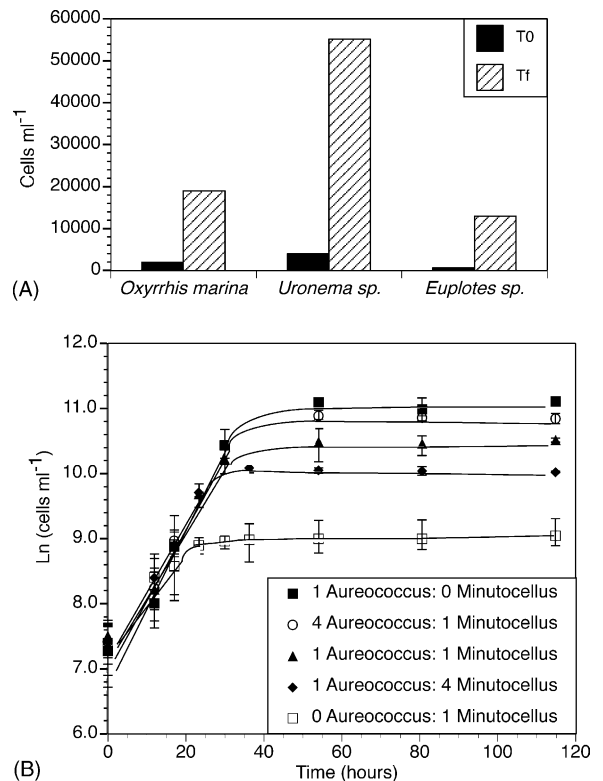 60000
50000
40000
30000
20000
10000
0
Cells ml⁻¹
T0
Tf
Oxyrrhis marina
Uronema sp.
Euplotes sp.
(A)
12.0
11.0
10.0
9.0
8.0
7.0
6.0
Ln (cells ml⁻¹)
1 Aureococcus: 0 Minutocellus
4 Aureococcus: 1 Minutocellus
1 Aureococcus: 1 Minutocellus
1 Aureococcus: 4 Minutocellus
0 Aureococcus: 1 Minutocellus
0 20 40 60 80 100 120
Time (hours)
(B)